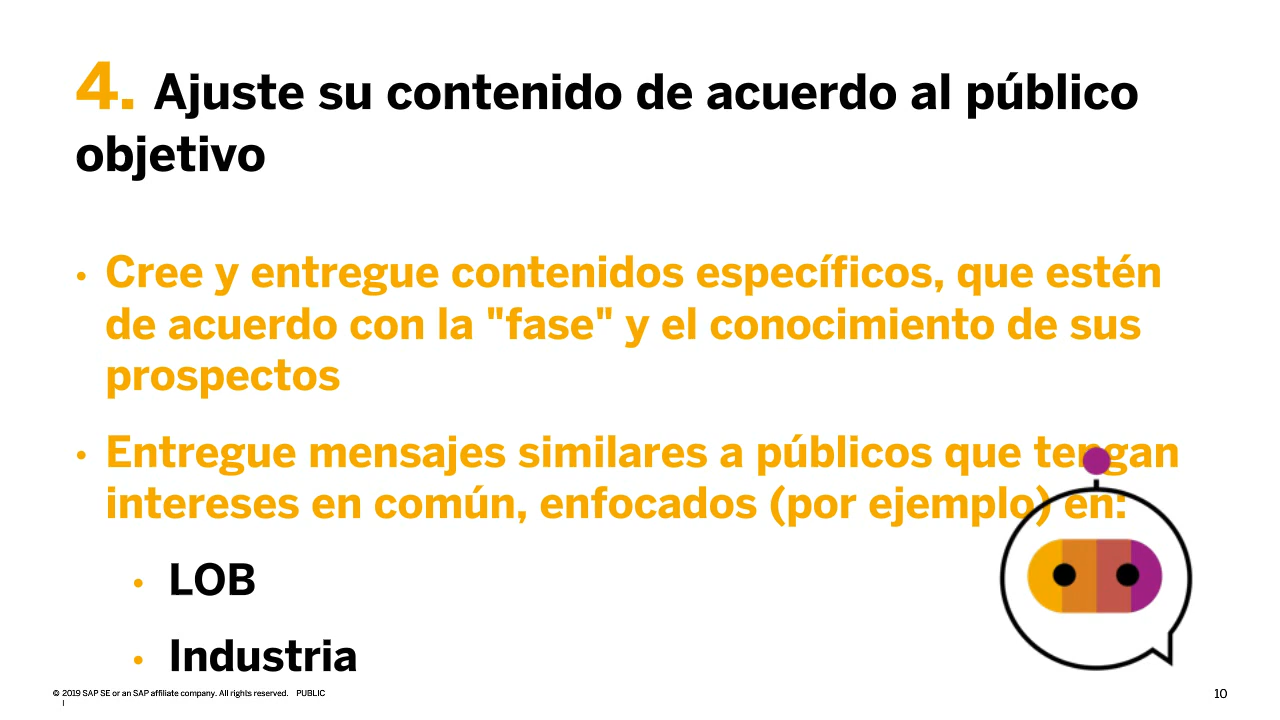 4. Ajuste su contenido de acuerdo al público
objetivo
• Cree y entregue contenidos específicos, que estén
de acuerdo con la "fase" y el conocimiento de sus
prospectos
• Entregue mensajes similares a públicos que tengan
intereses en común, enfocados (por ejemplo) en:
• LOB
• Industria
© 2019 SAP SE or an SAP affiliate company. All rights reserved. PUBLIC
|
10